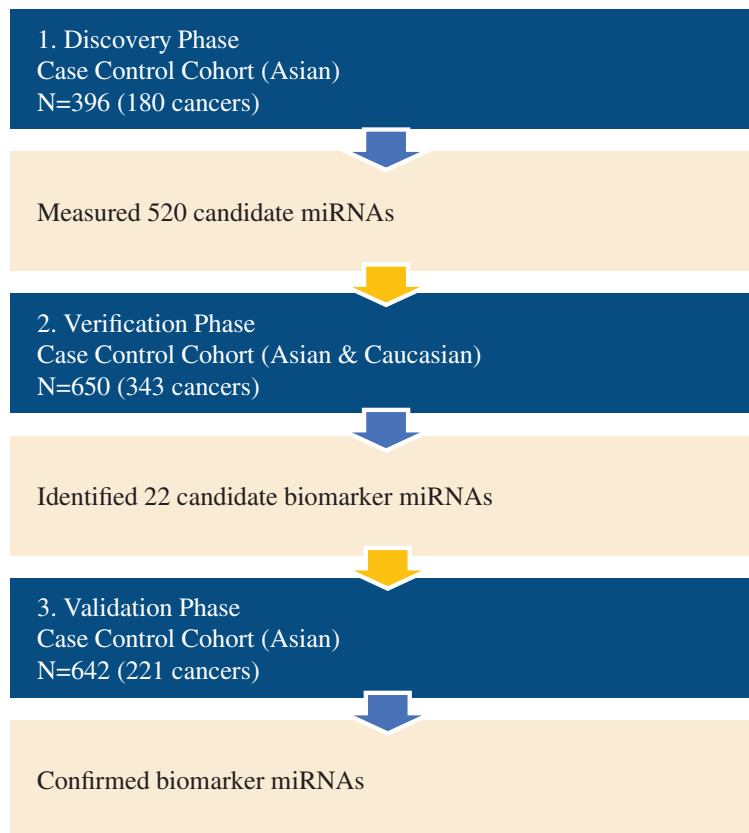 1. Discovery Phase
Case Control Cohort (Asian)
N=396 (180 cancers)
Measured 520 candidate miRNAs
2. Verification Phase
Case Control Cohort (Asian & Caucasian)
N=650 (343 cancers)
Identified 22 candidate biomarker miRNAs
3. Validation Phase
Case Control Cohort (Asian)
N=642 (221 cancers)
Confirmed biomarker miRNAs